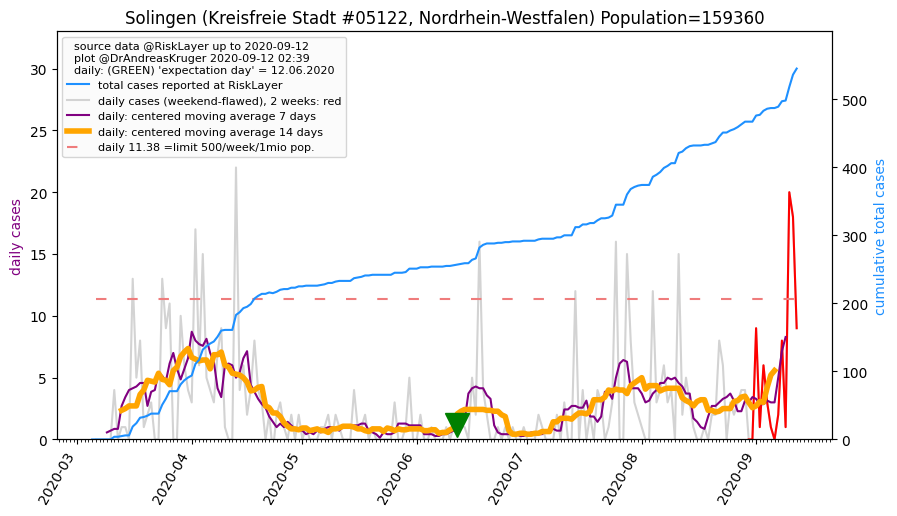 Solingen (Kreisfreie Stadt #05122, Nordrhein-Westfalen) Population=159360
source data @RiskLayer up to 2020-09-12
plot @DrAndreasKruger 2020-09-12 02:39
daily: (GREEN) 'expectation day' = 12.06.2020
total cases reported at RiskLayer
daily cases (weekend-flawed), 2 weeks: red
daily: centered moving average 7 days
daily: centered moving average 14 days
daily 11.38 =limit 500/week/1mio pop.
daily cases
30
25
20
15
10
5
0
cumulative total cases
500
400
300
200
100
0
2020-03
2020-04
2020-05
2020-06
2020-07
2020-08
2020-09